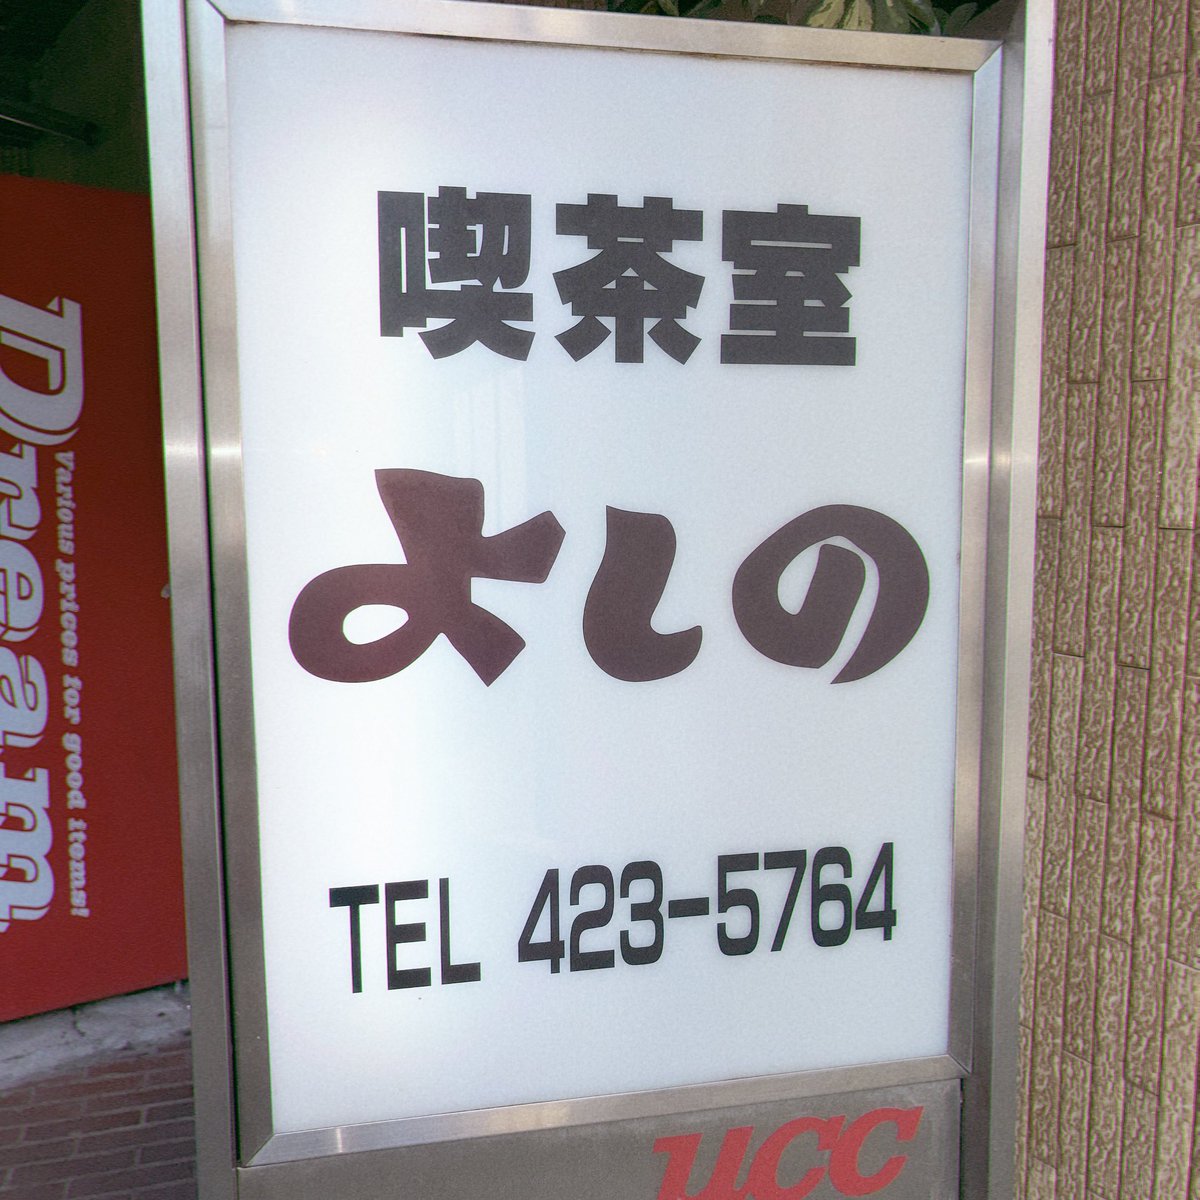 喫茶室
よしの
TEL 423-5764
UCC
Dream
Various prices for good items!